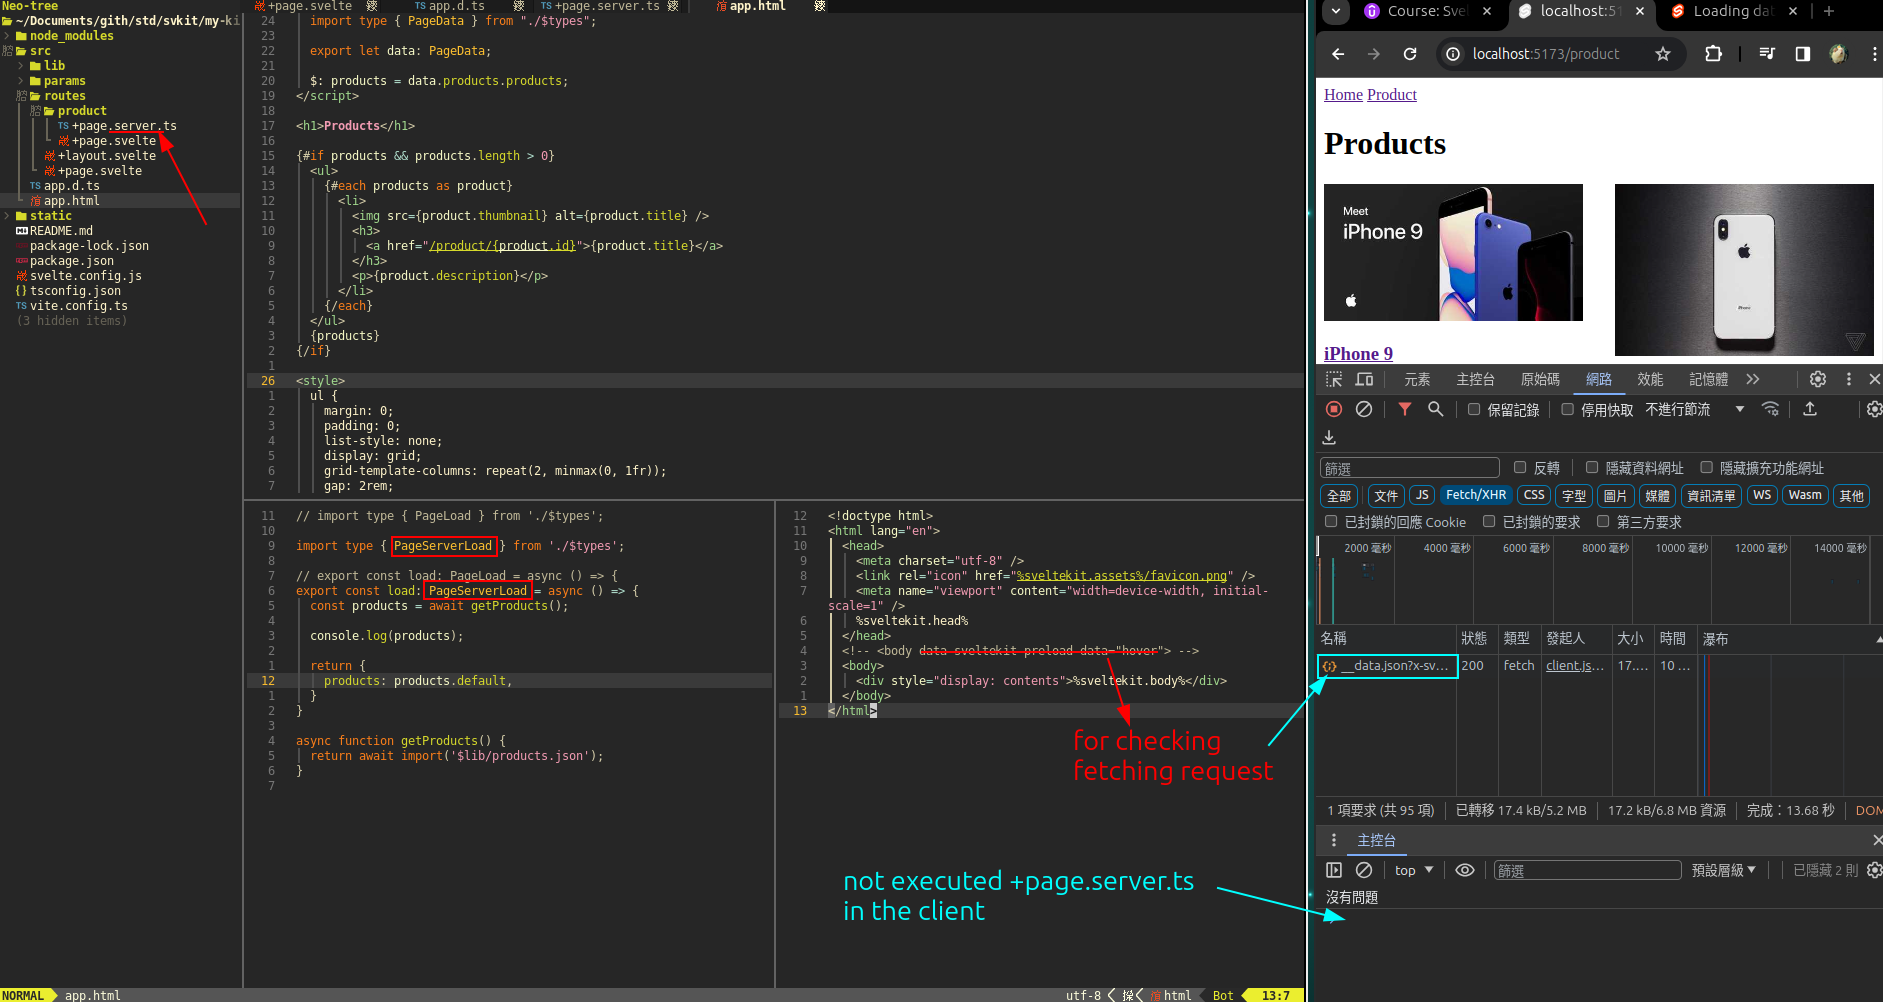 Neo-tree
~/Documents/gith/std/svkit/my-ki
node_modules
src
lib
params
routes
product
+page.server.ts
+page.svelte
+layout.svelte
+page.svelte
app.d.ts
app.html
static
README.md
package-lock.json
package.json
svelte.config.js
tsconfig.json
vite.config.ts
(3 hidden items)
+page.svelte
TS app.d.ts
TS +page.server.ts
app.html
24 import type { PageData } from "./$types";
23
22 export let data: PageData;
21
20 $: products = data.products.products;
19 </script>
18
17 <h1>Products</h1>
16
15 {#if products && products.length > 0}
14 <ul>
13 {#each products as product}
12 <li>
11 <img src={product.thumbnail} alt={product.title} />
10 <h3>
9 <a href="/product/{product.id}">{product.title}</a>
8 </h3>
7 <p>{product.description}</p>
6 </li>
5 {/each}
4 </ul>
3 {products}
2 {/if}
1
26 <style>
1 ul {
2 margin: 0;
3 padding: 0;
4 list-style: none;
5 display: grid;
6 grid-template-columns: repeat(2, minmax(0, 1fr));
7 gap: 2rem;
11 // import type { PageLoad } from './$types';
10
9 import type { PageServerLoad } from './$types';
8
7 // export const load: PageLoad = async () => {
6 export const load: PageServerLoad = async () => {
5 const products = await getProducts();
4
3 console.log(products);
2
1 return {
12 products: products.default,
1 }
2 }
3
4 async function getProducts() {
5 return await import('$lib/products.json');
6 }
7
12 <!doctype html>
11 <html lang="en">
10 <head>
9 <meta charset="utf-8" />
8 <link rel="icon" href="%sveltekit.assets%/favicon.png" />
7 <meta name="viewport" content="width=device-width, initial-
scale=1" />
6 %sveltekit.head%
5 </head>
4 <!-- <body data-sveltekit-preload-data="hover"> -->
3 <body>
2 <div style="display: contents">%sveltekit.body%</div>
1 </body>
13 </html>
for checking
fetching request
not executed +page.server.ts
in the client
NORMAL app.html
utf-8 html Bot 13:7
Course: Svel
localhost:51
Loading dat
localhost:5173/product
Home Product
Products
Meet
iPhone 9
iPhone
iPhone 9
元素 主控台 原始碼 網路 效能 記憶體
保留記錄 停用快取 不進行節流
篩選 反轉 隱藏資料網址 隱藏擴充功能網址
全部 文件 JS Fetch/XHR CSS 字型 圖片 媒體 資訊清單 WS Wasm 其他
已封鎖的回應 Cookie 已封鎖的要求 第三方要求
2000 毫秒 4000 毫秒 6000 毫秒 8000 毫秒 10000 毫秒 12000 毫秒 14000 毫秒
名稱 狀態 類型 發起人 大小 時間 瀑布
__data.json?x-sv... 200 fetch client.js... 17.... 10 ...
1 項要求 (共 95 項) 已轉移 17.4 kB/5.2 MB 17.2 kB/6.8 MB 資源 完成：13.68 秒 DOM
主控台
top 篩選 預設層級 已隱藏 2 則
沒有問題